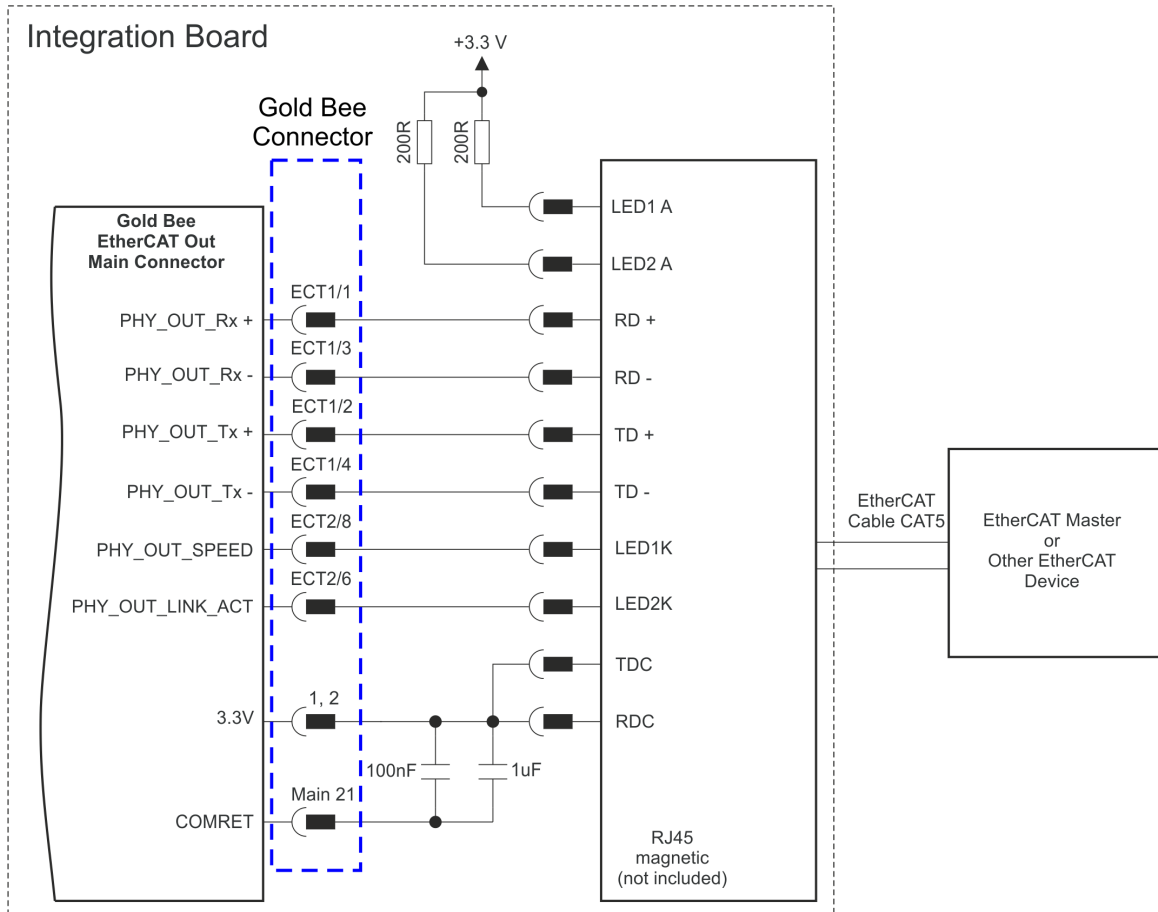 Integration Board
+3.3 V
Gold Bee
Connector
200R
200R
Gold Bee
EtherCAT Out
Main Connector
LED1 A
LED2 A
PHY_OUT_Rx +
ECT1/1
RD +
PHY_OUT_Rx -
ECT1/3
RD -
PHY_OUT_Tx +
ECT1/2
TD +
PHY_OUT_Tx -
ECT1/4
TD -
PHY_OUT_SPEED
ECT2/8
LED1K
PHY_OUT_LINK_ACT
ECT2/6
LED2K
TDC
3.3V
1, 2
RDC
100nF
1uF
COMRET
Main 21
RJ45
magnetic
(not included)
EtherCAT
Cable CAT5
EtherCAT Master
or
Other EtherCAT
Device